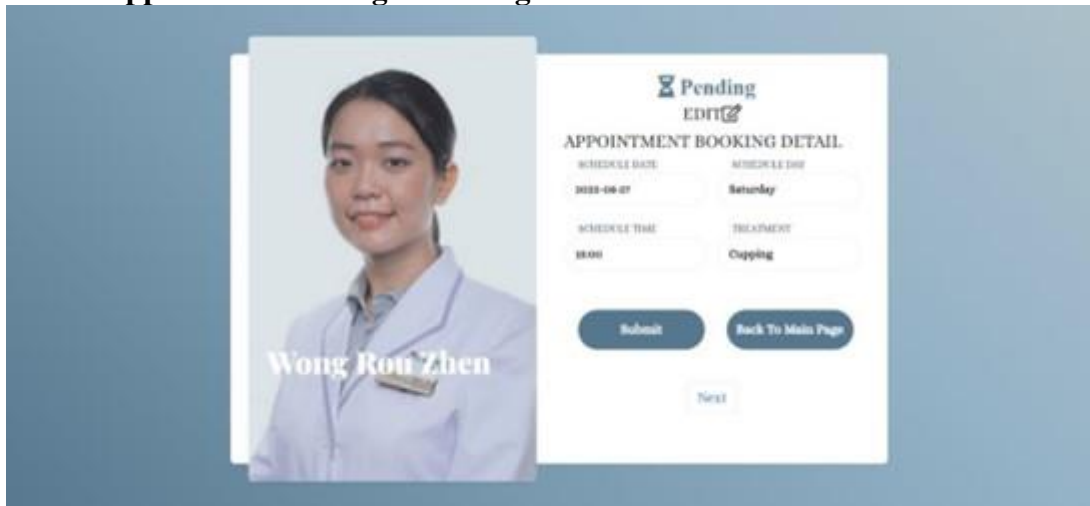 Pending
EDIT
APPOINTMENT BOOKING DETAIL
SCHEDULE DATE SCHEDULE DAY
Saturday
SCHEDULE TIME TREATMENT
Cupping
Submit Back To Main Page
Wong Rou Zhen
Next